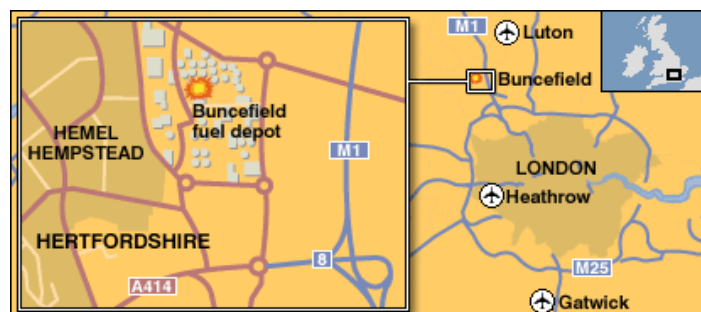 M1
Luton
Buncefield
Buncefield
fuel depot
HEMEL
HEMPSTEAD
M1
LONDON
Heathrow
HERTFORDSHIRE
8
M25
A414
Gatwick